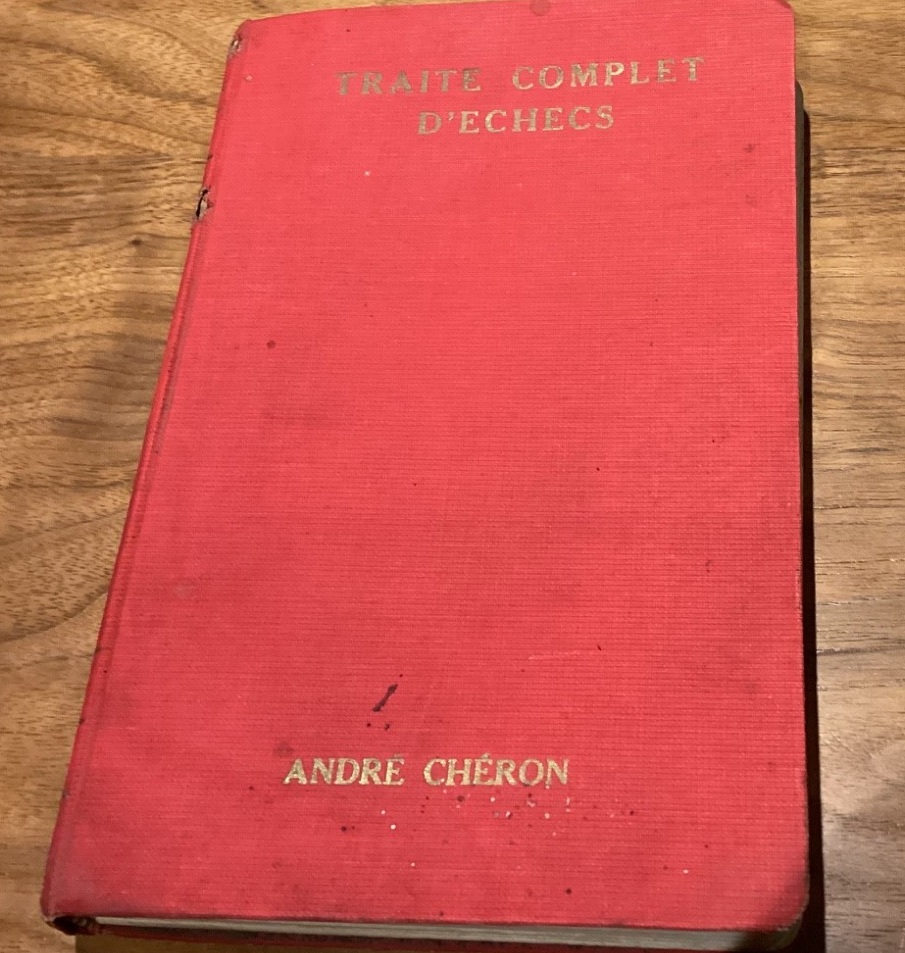 TRAITE COMPLET
D'ECHECS
ANDRÉ CHÉRON